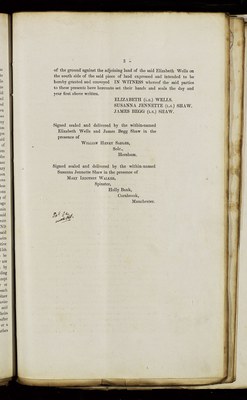 of the ground against the adjoining land of the said Elizabeth Wells on
the south side of the said piece of land expressed and intended to be
hereby granted and conveyed IN WITNESS whereof the said parties
to these presents have hereunto set their hands and seals the day and
year first above written.
ELIZABETH (L.S.) WELLS.
SUSANNA JENNETTE (L.S.) SHAW.
JAMES BEGG (L.S.) SHAW.
Signed sealed and delivered by the within-named
Elizabeth Wells and James Begg Shaw in the
presence of
WILLIAM HENRY
Horsham.
Signed sealed and delivered by the within-named
Susanna Jennette Shaw in the presence of
MARY WALKER,
Spinster,
Holly Bank,
Manchester.